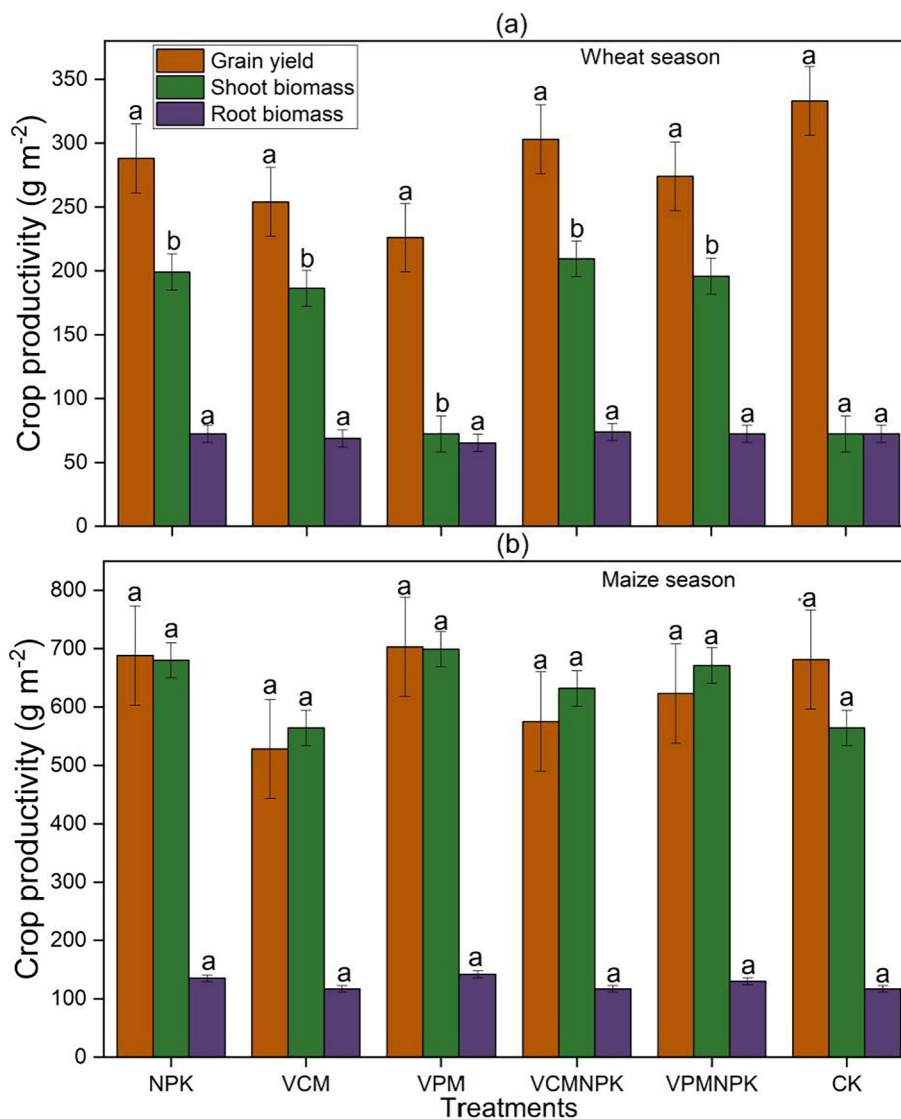 (a)
Grain yield
Shoot biomass
Root biomass
Wheat season
Crop productivity (g m⁻²)
350
300
250
200
150
100
50
0
a b a
a b a
a b a
a b a
a b a
a a a
(b)
Maize season
Crop productivity (g m⁻²)
800
700
600
500
400
300
200
100
0
a a a
a a a
a a a
a a a
a a a
a a a
NPK VCM VPM VCMNPK VPMNPK CK
Treatments